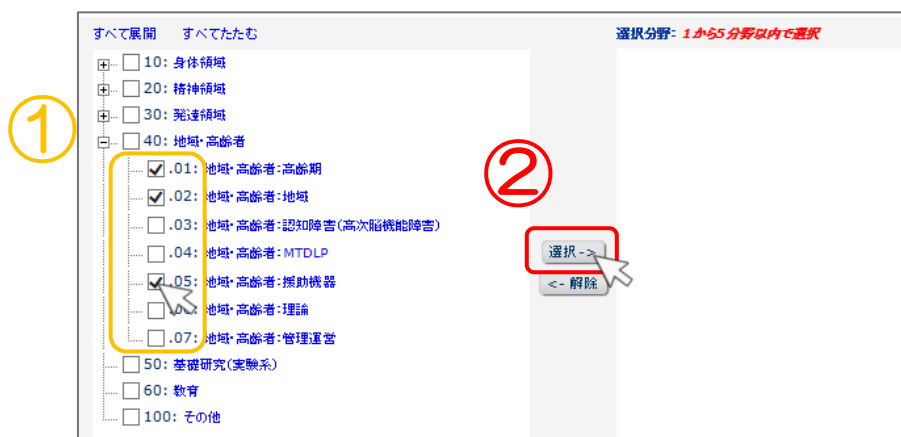 すべて展開 すべてたたむ
選択分野: 1から5分野以内で選択
①
10: 身体領域
20: 精神領域
30: 発達領域
40: 地域・高齢者
.01: 地域・高齢者:高齢期
.02: 地域・高齢者:地域
.03: 地域・高齢者:認知障害(高次脳機能障害)
.04: 地域・高齢者:MTDLP
.05: 地域・高齢者:援助機器
地域・高齢者:理論
.07: 地域・高齢者:管理運営
50: 基礎研究(実験系)
60: 教育
100: その他
②
選択 ->
<- 解除